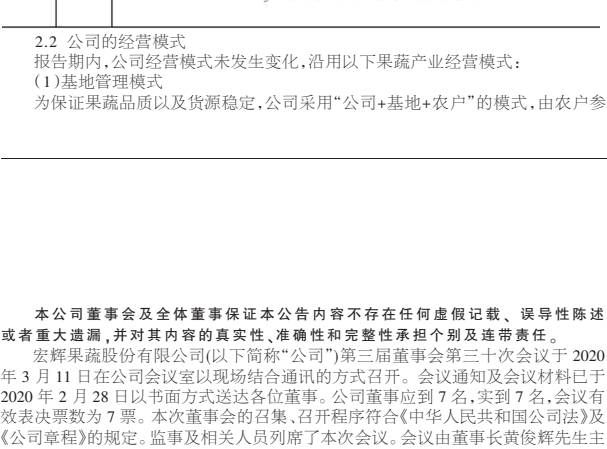 2.2 公司的经营模式
报告期内,公司经营模式未发生变化,沿用以下果蔬产业经营模式:
(1)基地管理模式
为保证果蔬品质以及货源稳定,公司采用“公司+基地+农户”的模式,由农户参
本公司董事会及全体董事保证本公告内容不存在任何虚假记载、误导性陈述
或者重大遗漏,并对其内容的真实性、准确性和完整性承担个别及连带责任。
宏辉果蔬股份有限公司(以下简称“公司”)第三届董事会第三十次会议于 2020
年 3 月 11 日在公司会议室以现场结合通讯的方式召开。会议通知及会议材料已于
2020 年 2 月 28 日以书面方式送达各位董事。公司董事应到 7 名,实到 7 名,会议有
效表决票数为 7 票。本次董事会的召集、召开程序符合《中华人民共和国公司法》及
《公司章程》的规定。监事及相关人员列席了本次会议。会议由董事长黄俊辉先生主